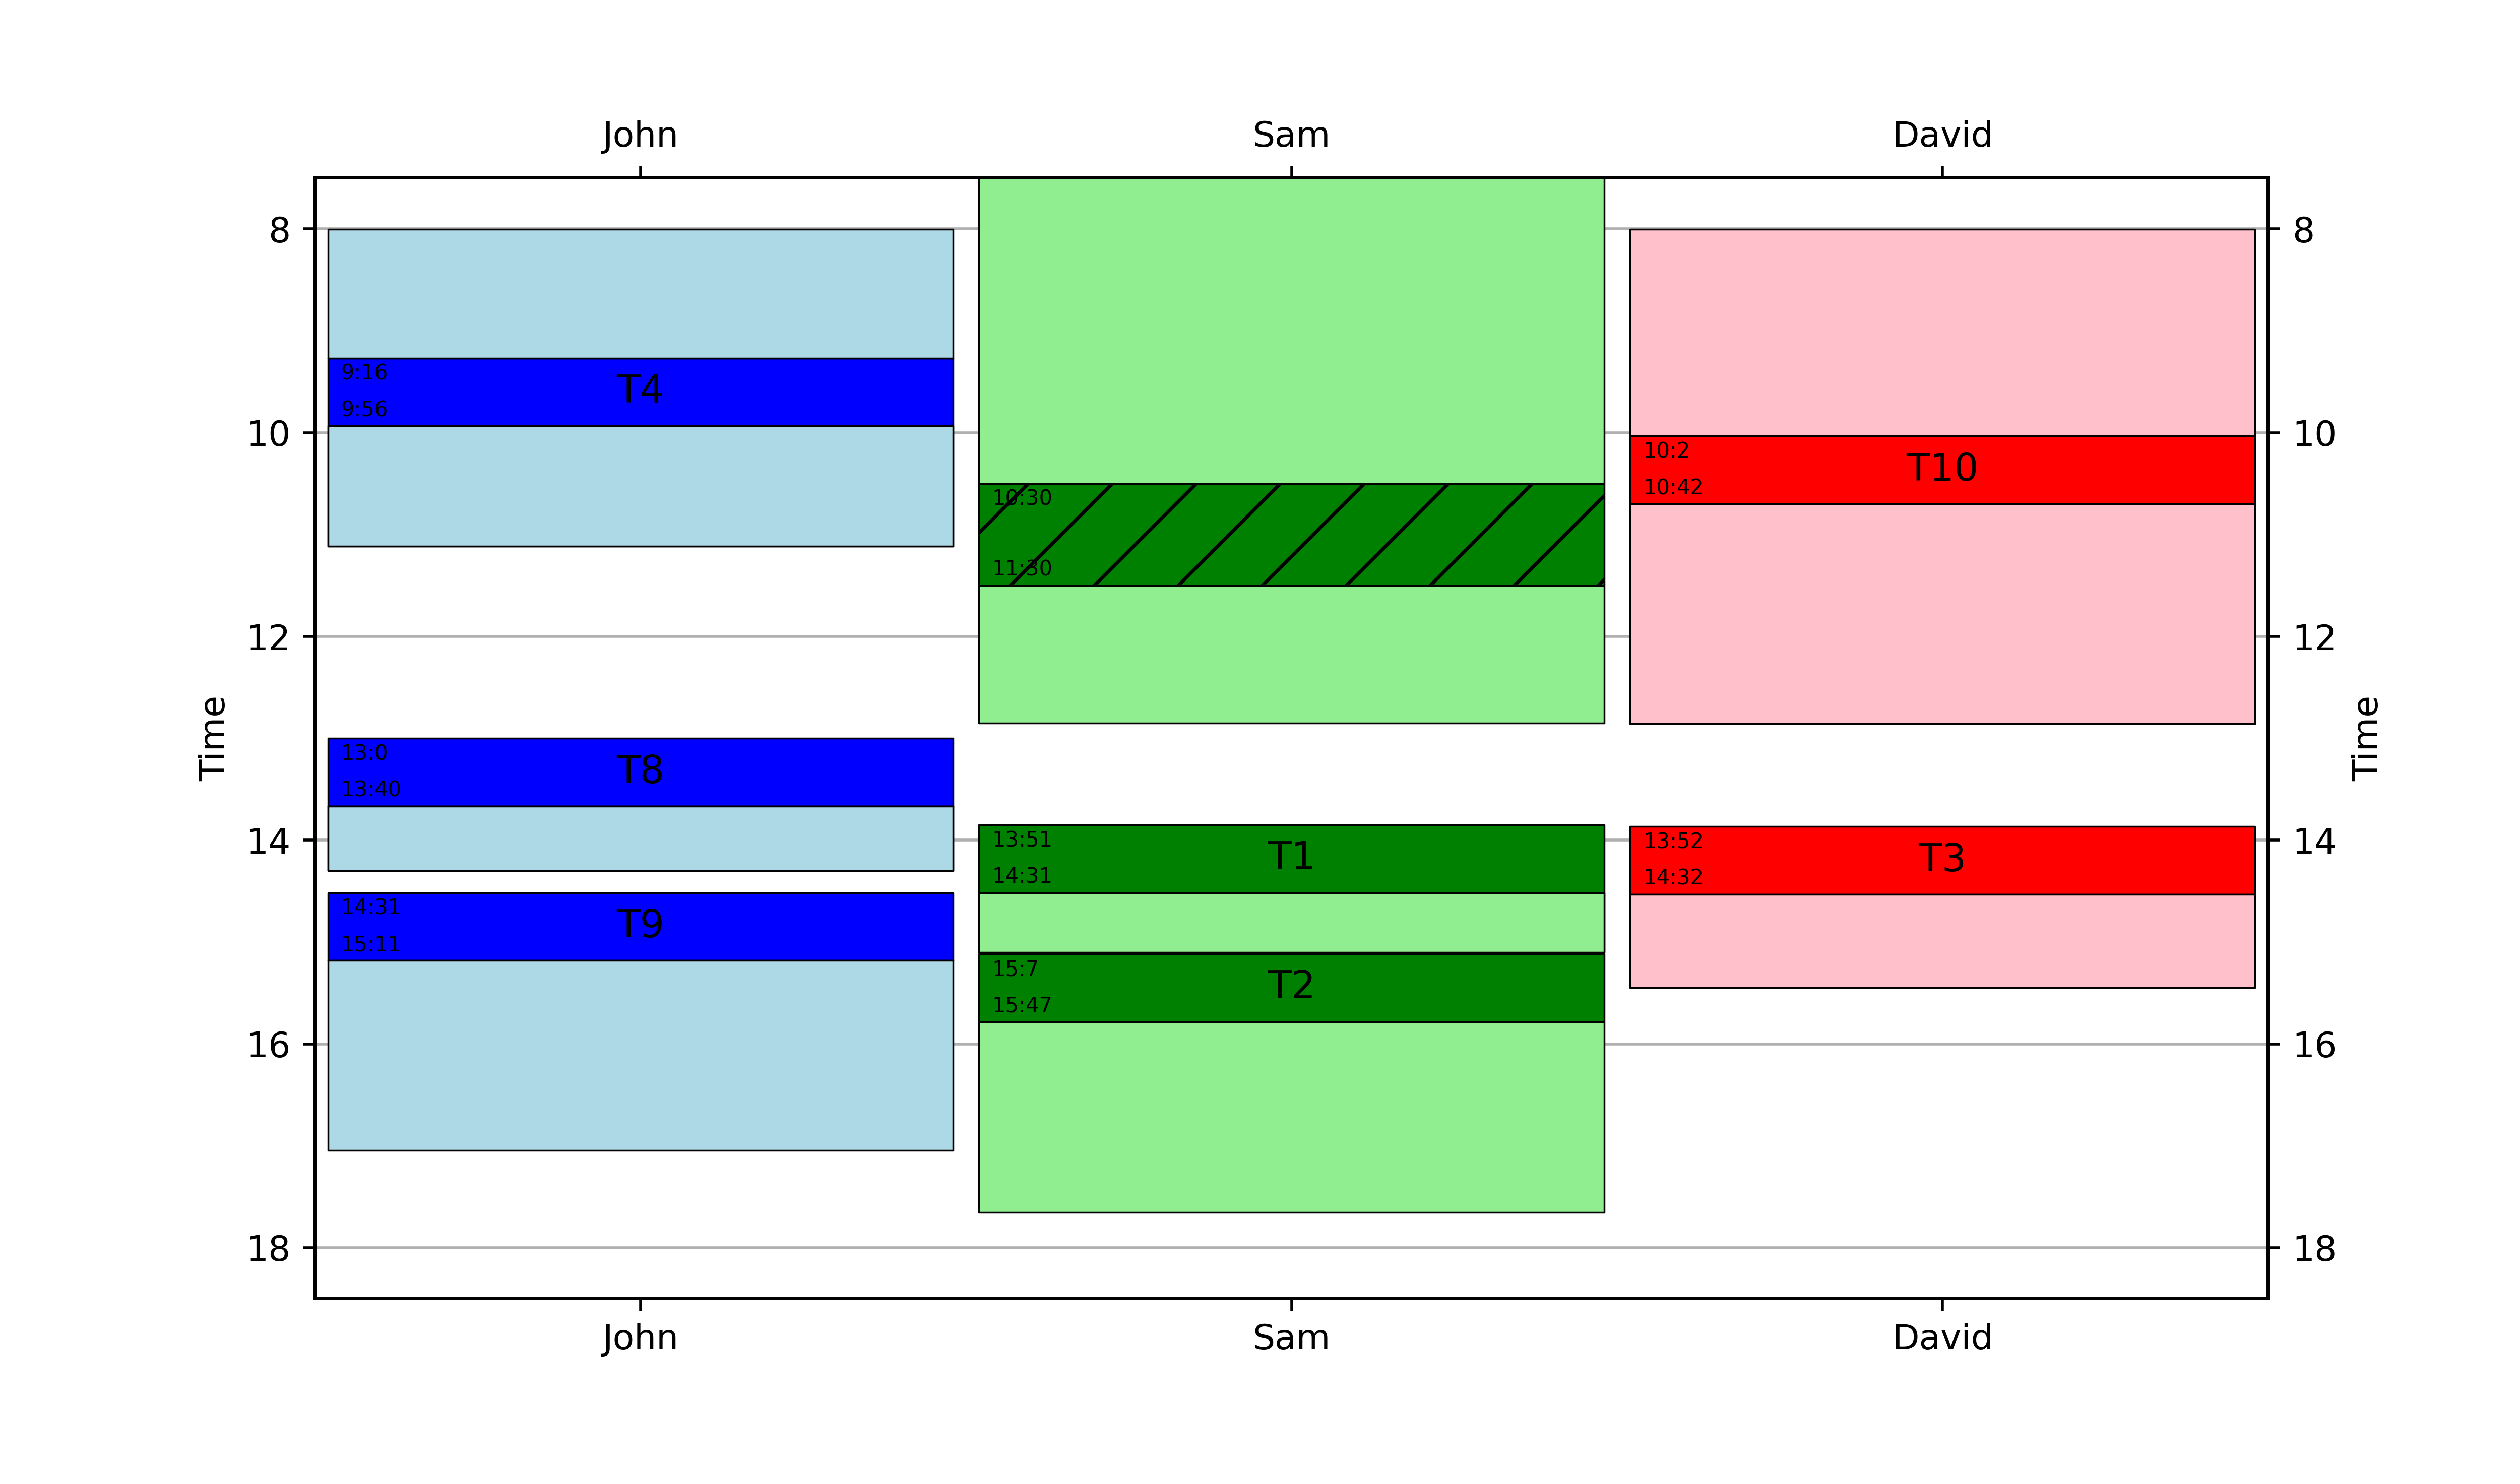 John Sam David
8 8
9:16
T4
9:56
10 10
10:2
T10
10:42
10:30
11:30
12 12
Time Time
13:0
T8
13:40
13:51
T1
14:31
13:52
T3
14:32
14 14
14:31
T9
15:11
15:7
T2
15:47
16 16
18 18
John Sam David